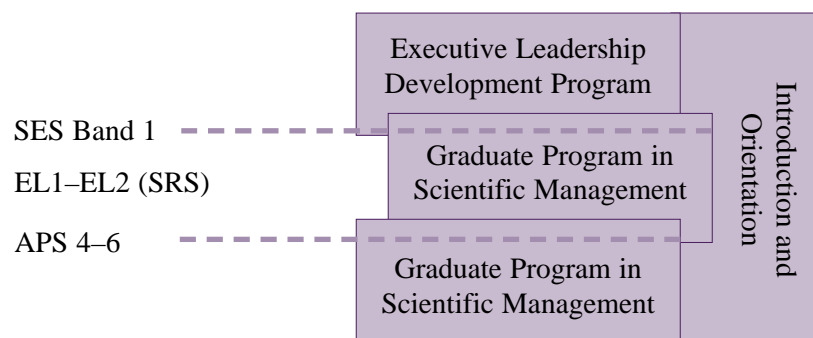 Executive Leadership
Development Program
SES Band 1
Graduate Program in
Scientific Management
EL1–EL2 (SRS)
APS 4–6
Graduate Program in
Scientific Management
Introduction and
Orientation